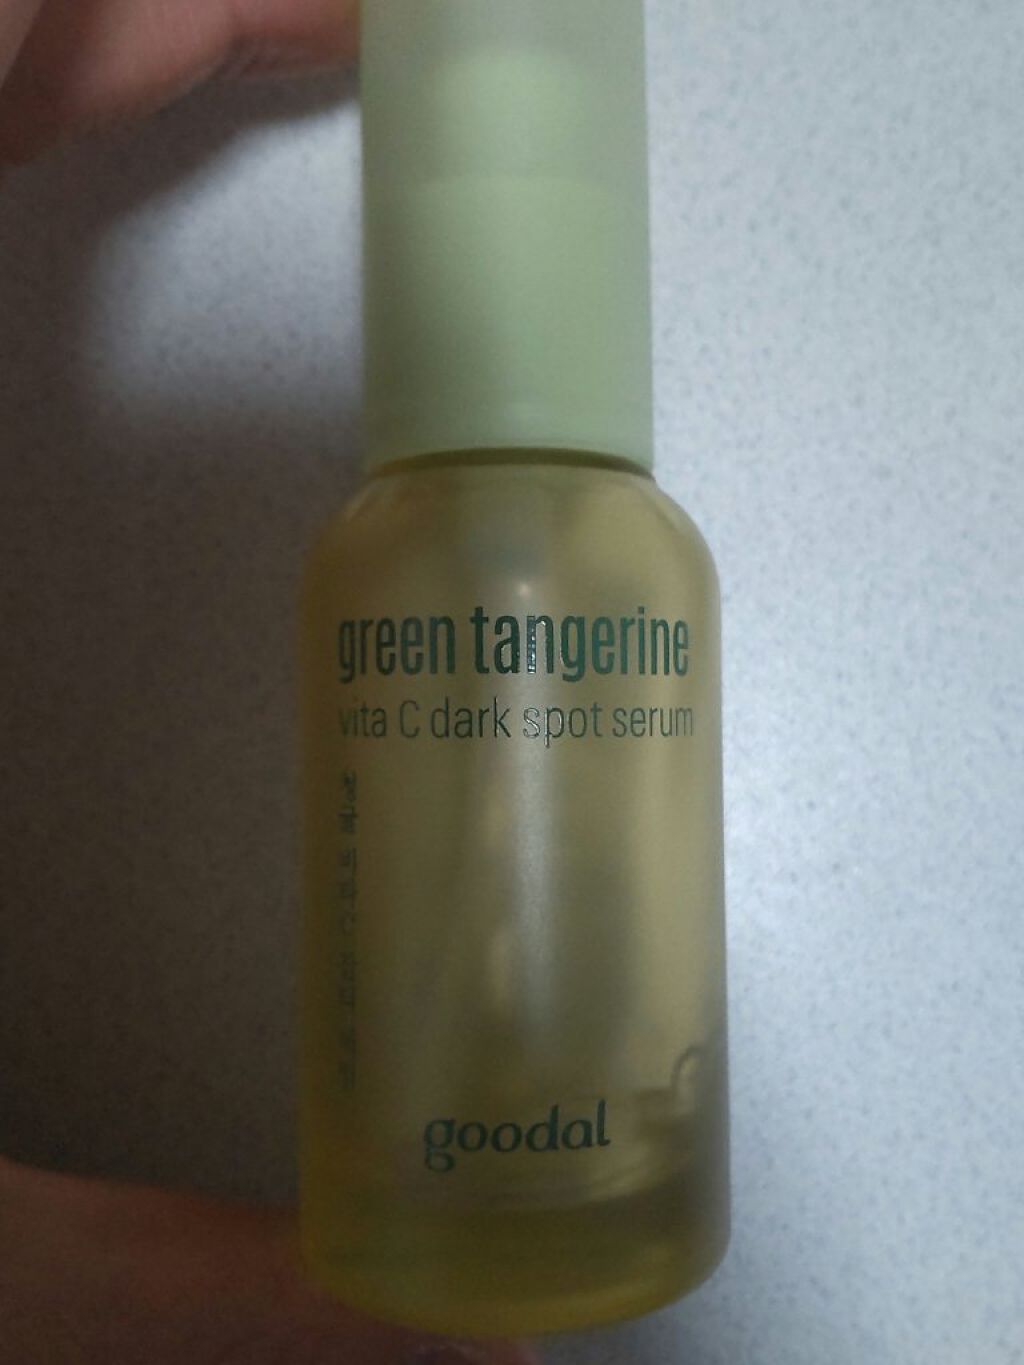 green tangerine
vita C dark spot serum
goodal